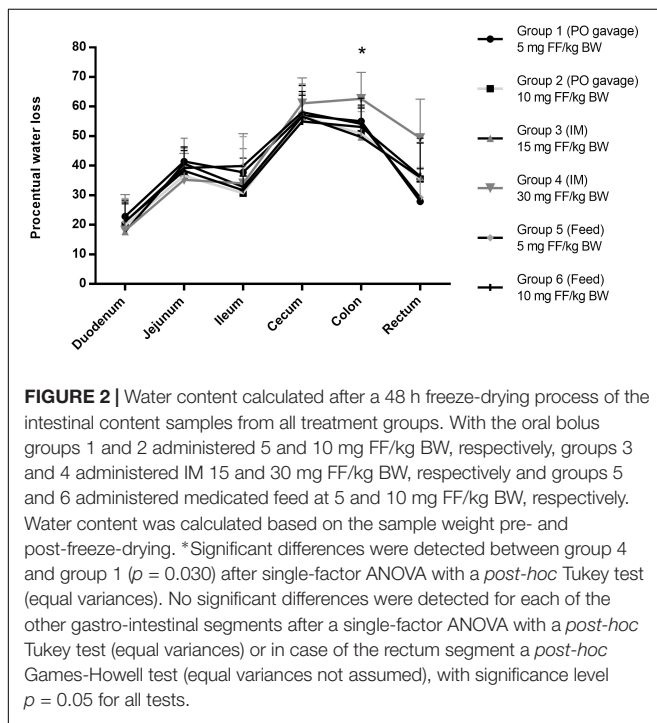 80
70
60
50
40
30
20
10
0
Procentual water loss
*
Duodenum
Jejunum
Ileum
Cecum
Colon
Rectum
Group 1 (PO gavage)
5 mg FF/kg BW
Group 2 (PO gavage)
10 mg FF/kg BW
Group 3 (IM)
15 mg FF/kg BW
Group 4 (IM)
30 mg FF/kg BW
Group 5 (Feed)
5 mg FF/kg BW
Group 6 (Feed)
10 mg FF/kg BW
FIGURE 2 | Water content calculated after a 48 h freeze-drying process of the
intestinal content samples from all treatment groups. With the oral bolus
groups 1 and 2 administered 5 and 10 mg FF/kg BW, respectively, groups 3
and 4 administered IM 15 and 30 mg FF/kg BW, respectively and groups 5
and 6 administered medicated feed at 5 and 10 mg FF/kg BW, respectively.
Water content was calculated based on the sample weight pre- and
post-freeze-drying. *Significant differences were detected between group 4
and group 1 (p = 0.030) after single-factor ANOVA with a post-hoc Tukey test
(equal variances). No significant differences were detected for each of the
other gastro-intestinal segments after a single-factor ANOVA with a post-hoc
Tukey test (equal variances) or in case of the rectum segment a post-hoc
Games-Howell test (equal variances not assumed), with significance level
p = 0.05 for all tests.